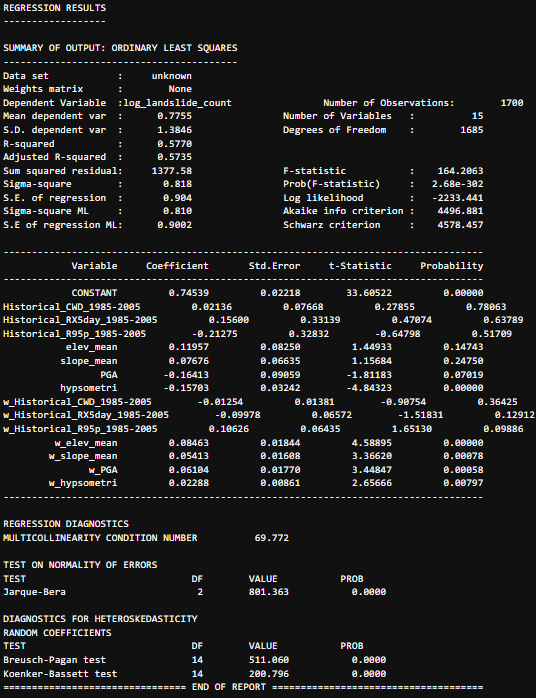 REGRESSION RESULTS
------------------
SUMMARY OF OUTPUT: ORDINARY LEAST SQUARES
-----------------------------------------
Data set            :     unknown
Weights matrix      :        None
Dependent Variable  :log_landslide_count                Number of Observations:        1700
Mean dependent var  :      0.7755                Number of Variables   :          15
S.D. dependent var  :      1.3846                Degrees of Freedom    :        1685
R-squared           :      0.5770
Adjusted R-squared  :      0.5735
Sum squared residual:     1377.58                F-statistic           :    164.2063
Sigma-square        :       0.818                Prob(F-statistic)     :   2.68e-302
S.E. of regression  :       0.904                Log likelihood        :   -2233.441
Sigma-square ML     :       0.810                Akaike info criterion :    4496.881
S.E of regression ML:      0.9002                Schwarz criterion     :    4578.457
------------------------------------------------------------------------------------
            Variable     Coefficient       Std.Error     t-Statistic     Probability
------------------------------------------------------------------------------------
            CONSTANT         0.74539         0.02218        33.60522         0.00000
Historical_CWD_1985-2005         0.02136         0.07668         0.27855         0.78063
Historical_RX5day_1985-2005         0.15600         0.33139         0.47074         0.63789
Historical_R95p_1985-2005        -0.21275         0.32832        -0.64798         0.51709
           elev_mean         0.11957         0.08250         1.44933         0.14743
          slope_mean         0.07676         0.06635         1.15684         0.24750
                 PGA        -0.16413         0.09059        -1.81183         0.07019
           hypsometri        -0.15703         0.03242        -4.84323         0.00000
w_Historical_CWD_1985-2005        -0.01254         0.01381        -0.90754         0.36425
w_Historical_RX5day_1985-2005        -0.09978         0.06572        -1.51831         0.12912
w_Historical_R95p_1985-2005         0.10626         0.06435         1.65130         0.09886
         w_elev_mean         0.08463         0.01844         4.58895         0.00000
        w_slope_mean         0.05413         0.01608         3.36620         0.00078
               w_PGA         0.06104         0.01770         3.44847         0.00058
        w_hypsometri         0.02288         0.00861         2.65666         0.00797
------------------------------------------------------------------------------------
REGRESSION DIAGNOSTICS
MULTICOLLINEARITY CONDITION NUMBER          69.772
TEST ON NORMALITY OF ERRORS
TEST                             DF        VALUE           PROB
Jarque-Bera                       2        801.363           0.0000
DIAGNOSTICS FOR HETEROSKEDASTICITY
RANDOM COEFFICIENTS
TEST                             DF        VALUE           PROB
Breusch-Pagan test               14        511.060           0.0000
Koenker-Bassett test             14        200.796           0.0000
================================ END OF REPORT =====================================